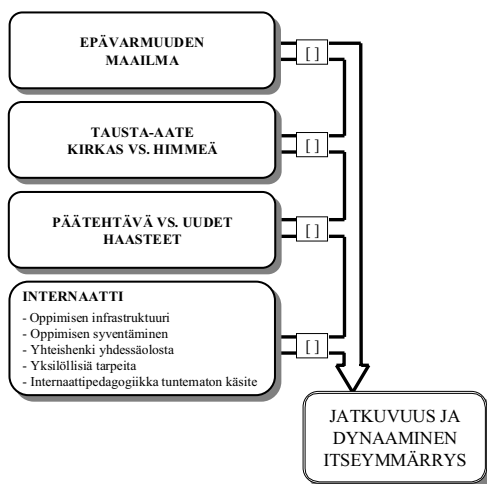 EPÄVARMUUDEN
MAAILMA
[ ]
TAUSTA-AATE
KIRKAS VS. HIMMEÄ
[ ]
PÄÄTEHTÄVÄ VS. UUDET
HAASTEET
[ ]
INTERNAATTI
- Oppimisen infrastruktuuri
- Oppimisen syventäminen
- Yhteishenki yhdessäolosta
- Yksilöllisiä tarpeita
- Internaattipedagogiikka tuntematon käsite
[ ]
JATKUVUUS JA
DYNAAMINEN
ITSEYMMÄRRYS